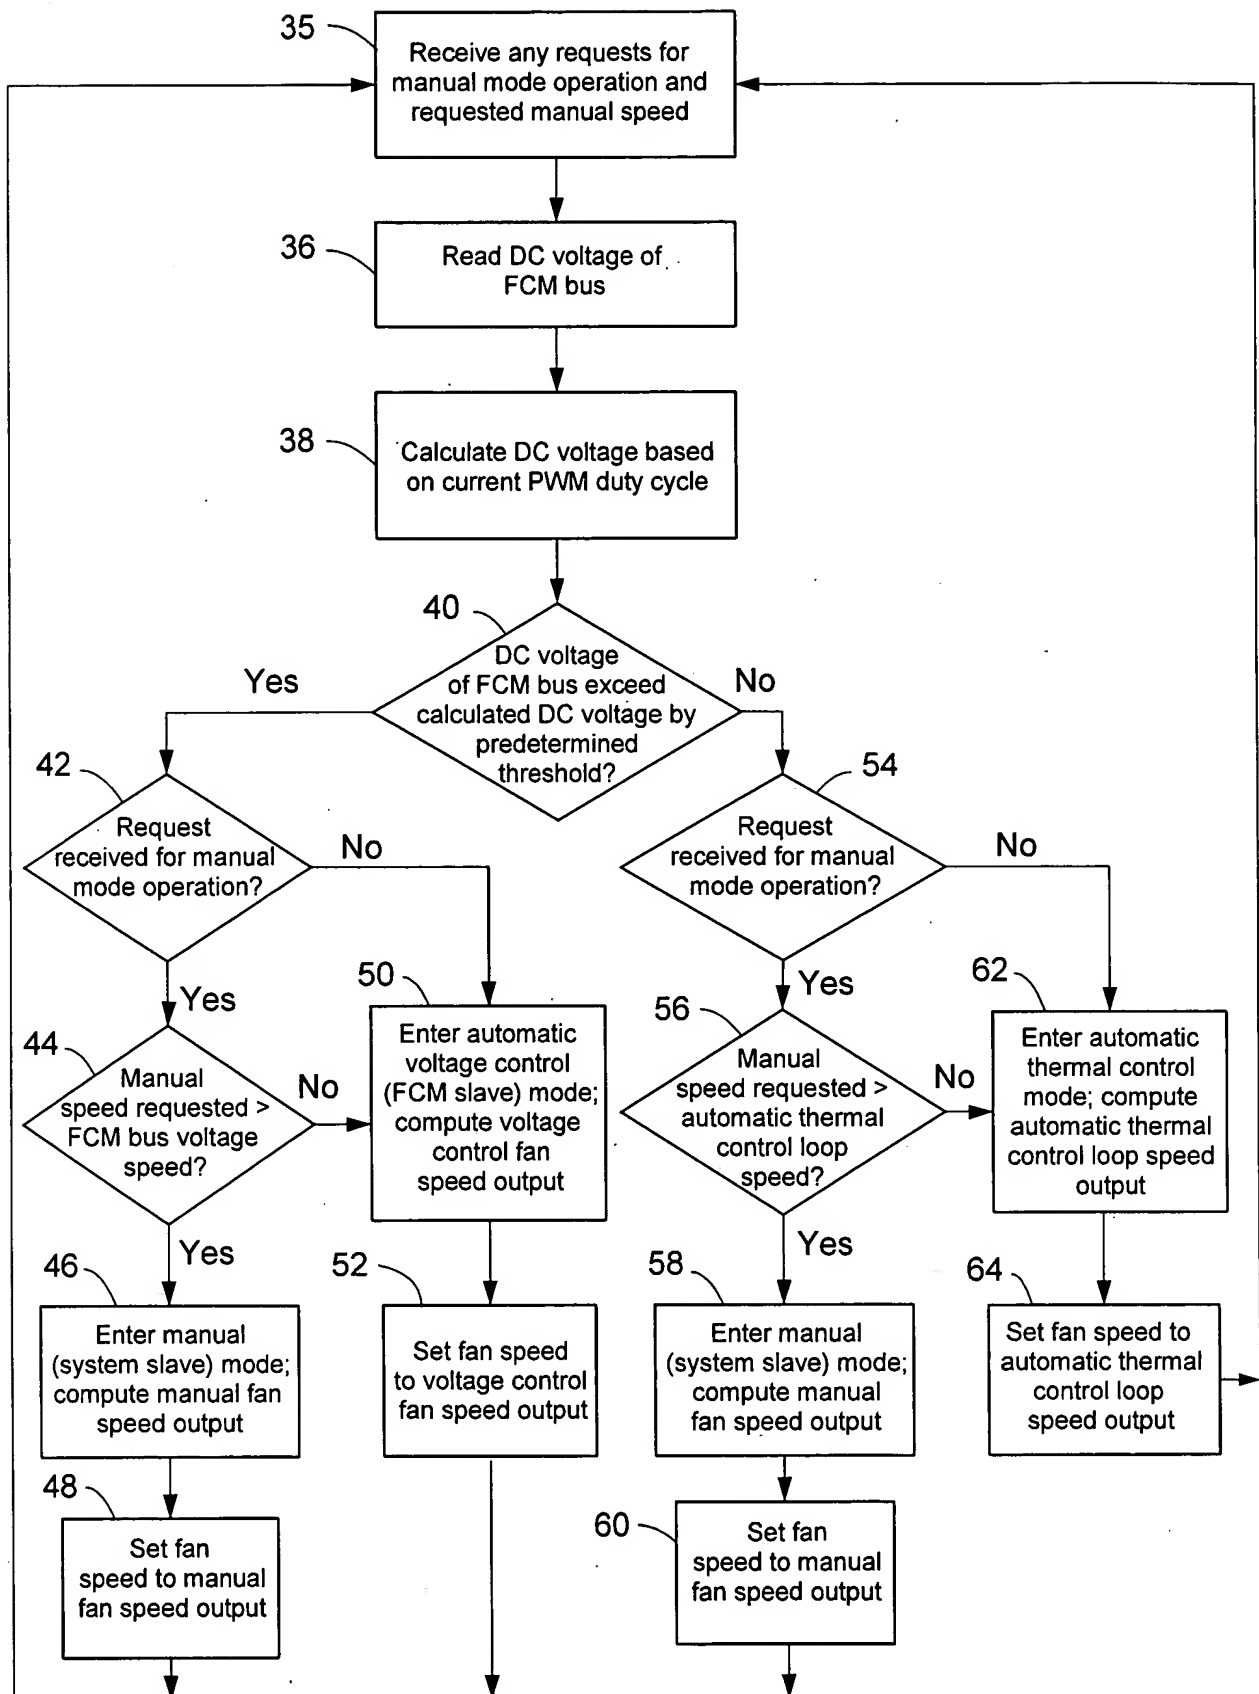 35
Receive any requests for
manual mode operation and
requested manual speed
36
Read DC voltage of
FCM bus
38
Calculate DC voltage based
on current PWM duty cycle
40
DC voltage
of FCM bus exceed
calculated DC voltage by
predetermined
threshold?
Yes
No
42
Request
received for manual
mode operation?
No
Yes
54
Request
received for manual
mode operation?
No
Yes
44
Manual
speed requested >
FCM bus voltage
speed?
No
Yes
50
Enter automatic
voltage control
(FCM slave) mode;
compute voltage
control fan
speed output
56
Manual
speed requested >
automatic thermal
control loop
speed?
No
Yes
62
Enter automatic
thermal control
mode; compute
automatic thermal
control loop speed
output
46
Enter manual
(system slave) mode;
compute manual fan
speed output
52
Set fan speed
to voltage control
fan speed output
58
Enter manual
(system slave) mode;
compute manual
fan speed output
64
Set fan speed to
automatic thermal
control loop
speed output
48
Set fan
speed to manual
fan speed output
60
Set fan
speed to manual
fan speed output